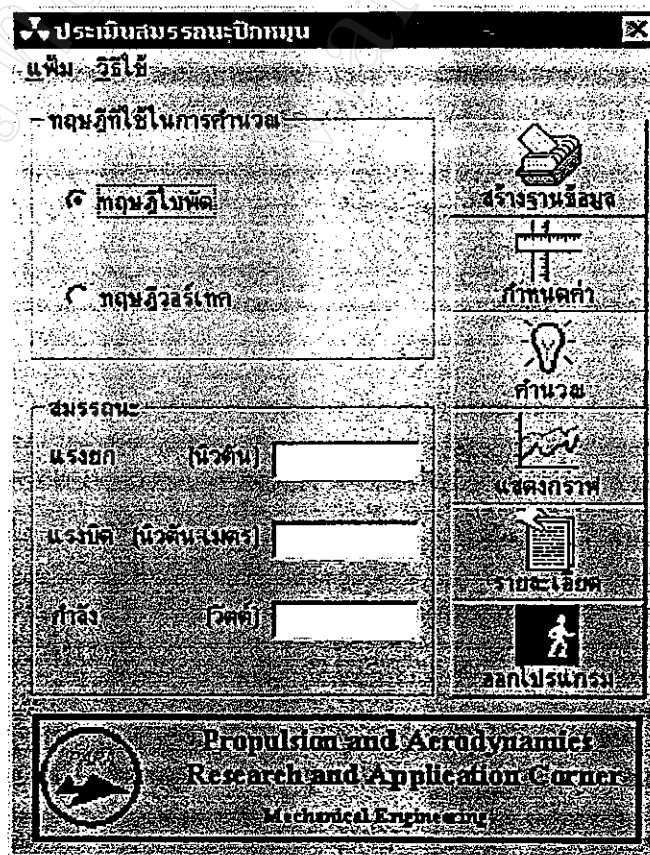 ประเมินสมรรถนะปีกหมุน
แฟ้ม วิธีใช้
ทฤษฎีที่ใช้ในการคำนวณ
ทฤษฎีใบพัด
ทฤษฎีวอร์เทค
สร้างฐานข้อมูล
กำหนดค่า
คำนวณ
แสดงกราฟ
รายละเอียด
ออกโปรแกรม
สมรรถนะ
แรงยก (นิวตัน)
แรงบิด (นิวตัน-เมตร)
กำลัง (วัตต์)
Propulsion and Aerodynamics
Research and Application Corner
Mechanical Engineering